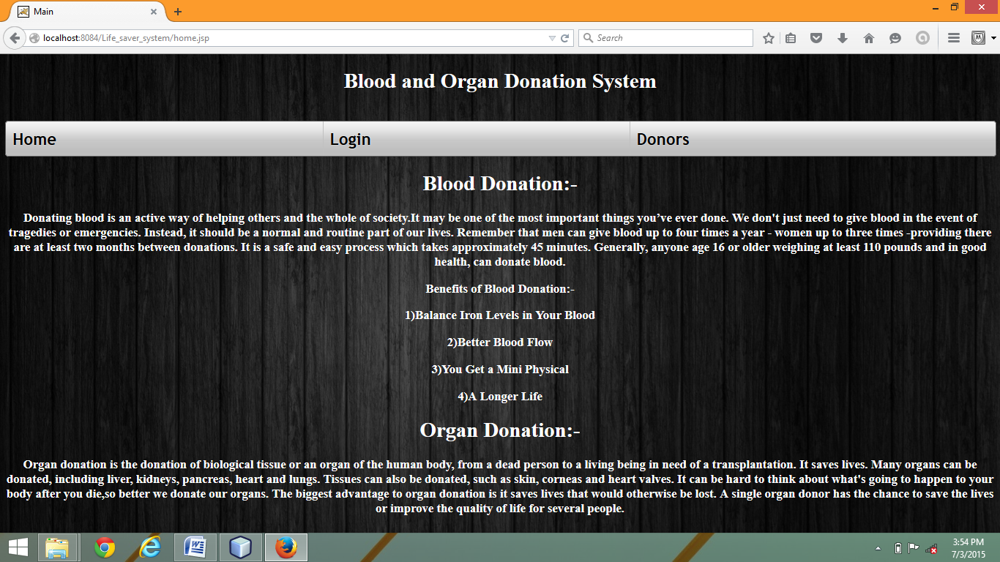 Main
localhost:8084/Life_saver_system/home.jsp
Search
Blood and Organ Donation System
Home Login Donors
Blood Donation:-
Donating blood is an active way of helping others and the whole of society.It may be one of the most important things you’ve ever done. We don't just need to give blood in the event of
tragedies or emergencies. Instead, it should be a normal and routine part of our lives. Remember that men can give blood up to four times a year - women up to three times -providing there
are at least two months between donations. It is a safe and easy process which takes approximately 45 minutes. Generally, anyone age 16 or older weighing at least 110 pounds and in good
health, can donate blood.
Benefits of Blood Donation:-
1)Balance Iron Levels in Your Blood
2)Better Blood Flow
3)You Get a Mini Physical
4)A Longer Life
Organ Donation:-
Organ donation is the donation of biological tissue or an organ of the human body, from a dead person to a living being in need of a transplantation. It saves lives. Many organs can be
donated, including liver, kidneys, pancreas, heart and lungs. Tissues can also be donated, such as skin, corneas and heart valves. It can be hard to think about what's going to happen to your
body after you die,so better we donate our organs. The biggest advantage to organ donation is it saves lives that would otherwise be lost. A single organ donor has the chance to save the lives
or improve the quality of life for several people.
3:54 PM
7/3/2015